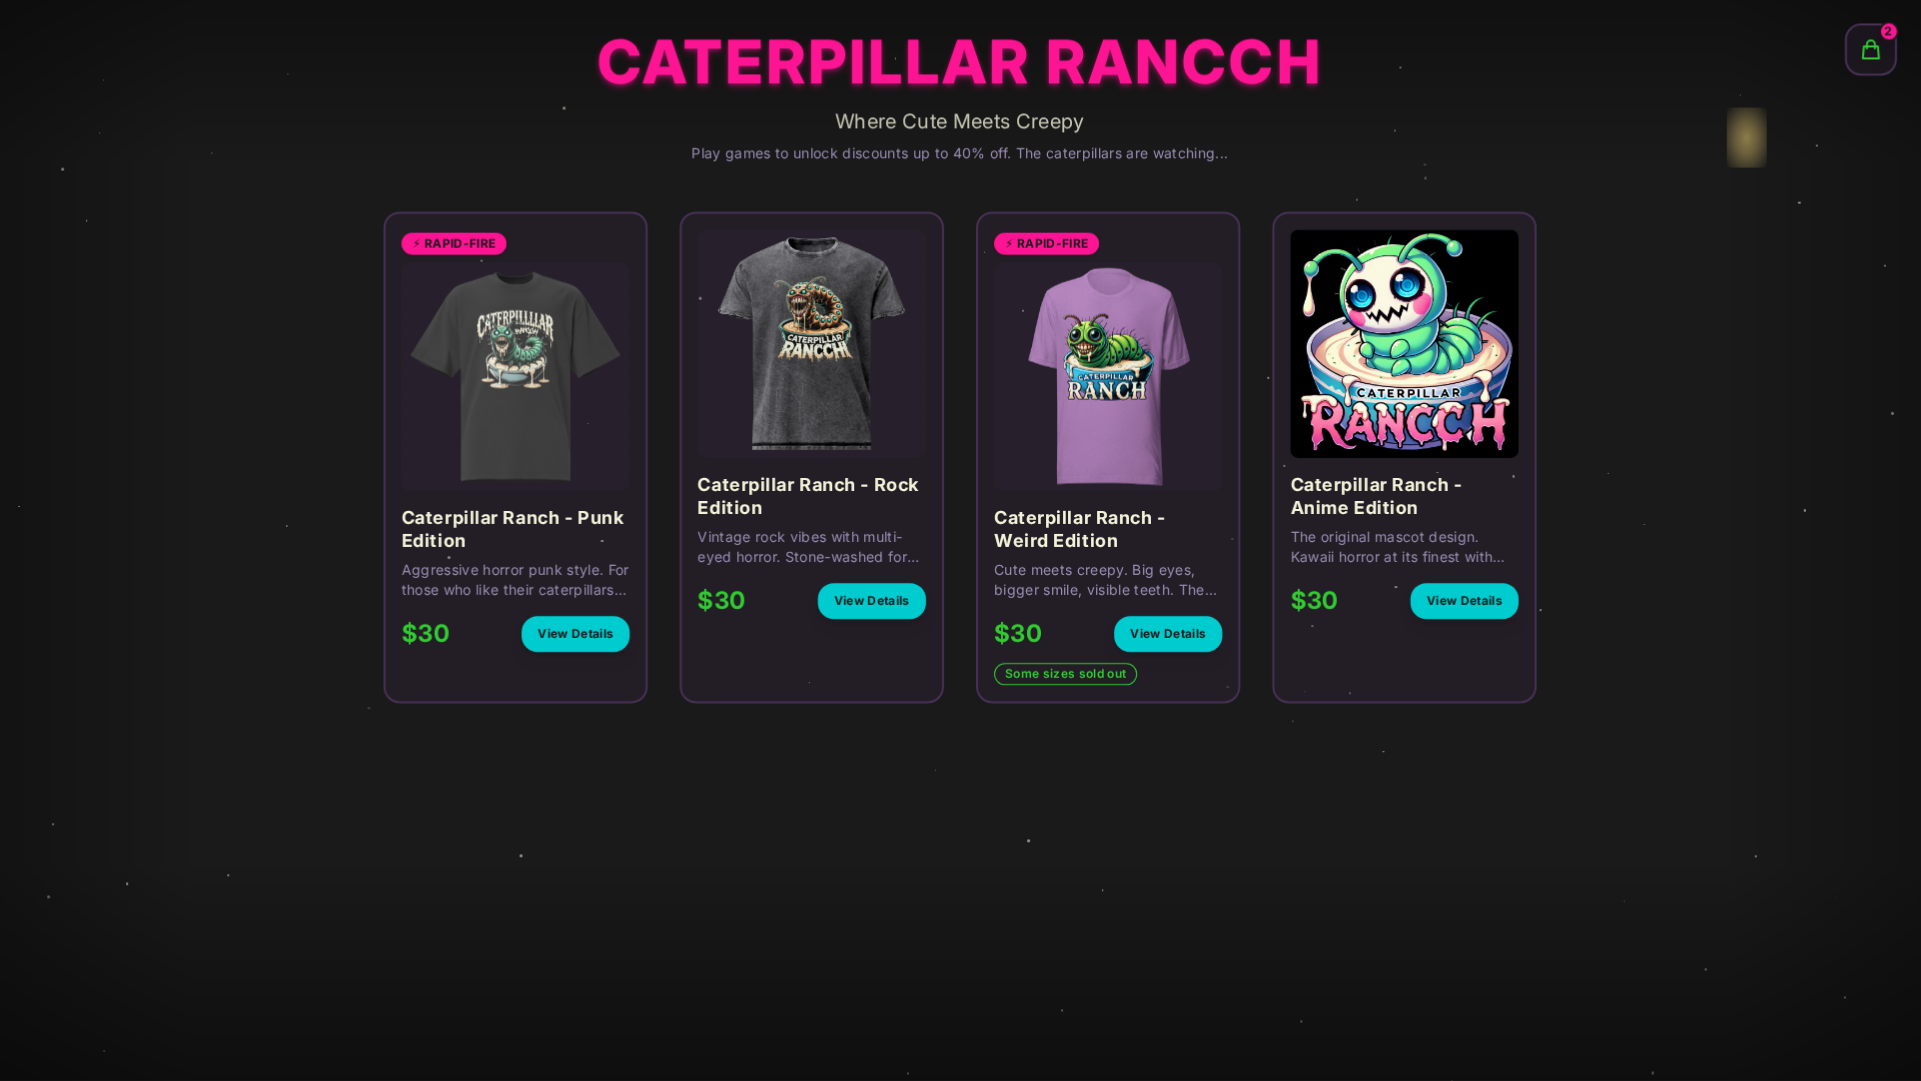 CATERPILLAR RANCCH
2
Where Cute Meets Creepy
Play games to unlock discounts up to 40% off. The caterpillars are watching...
⚡ RAPID-FIRE
CATERPILLLLAR
RANCCH
Caterpillar Ranch - Punk
Edition
Aggressive horror punk style. For
those who like their caterpillars...
$30
View Details
CATERPILLAR
RANCCH
Caterpillar Ranch - Rock
Edition
Vintage rock vibes with multi-
eyed horror. Stone-washed for...
$30
View Details
⚡ RAPID-FIRE
CATERPILLAR
RANCH
Caterpillar Ranch -
Weird Edition
Cute meets creepy. Big eyes,
bigger smile, visible teeth. The...
$30
View Details
Some sizes sold out
CATERPILLAR
RANCCH
Caterpillar Ranch -
Anime Edition
The original mascot design.
Kawaii horror at its finest with...
$30
View Details